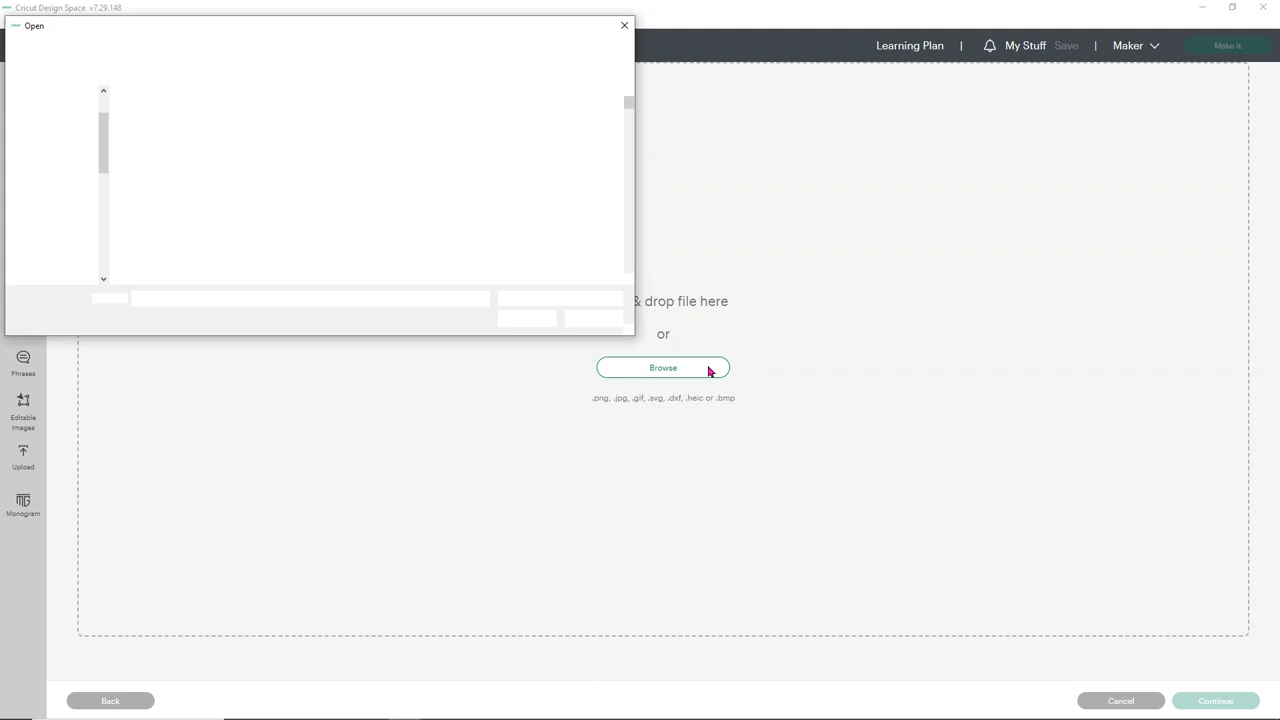 Cricut Design Space v7.29.148
Open
Learning Plan | My Stuff Save | Maker Make It
& drop file here
or
Browse
.png, .jpg, .gif, .svg, .dxf, .heic or .bmp
Phrases
Editable
Images
Upload
Monogram
Back
Cancel
Continue